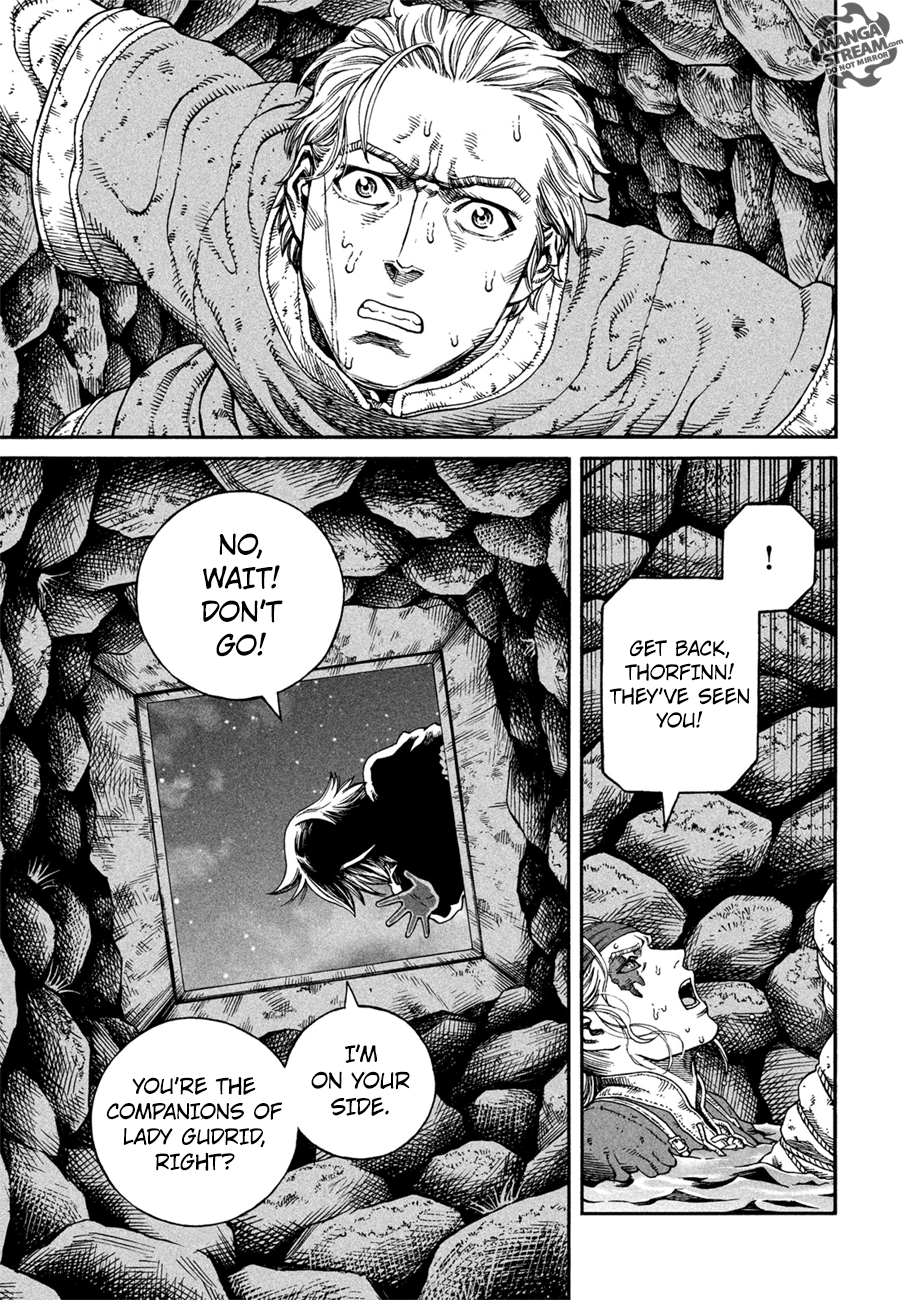 MANGA
STREAM.COM
DO NOT MIRROR
!
GET BACK,
THORFINN!
THEY'VE SEEN
YOU!
NO,
WAIT!
DON'T
GO!
I'M
ON YOUR
SIDE.
YOU'RE THE
COMPANIONS OF
LADY GUDRID,
RIGHT?